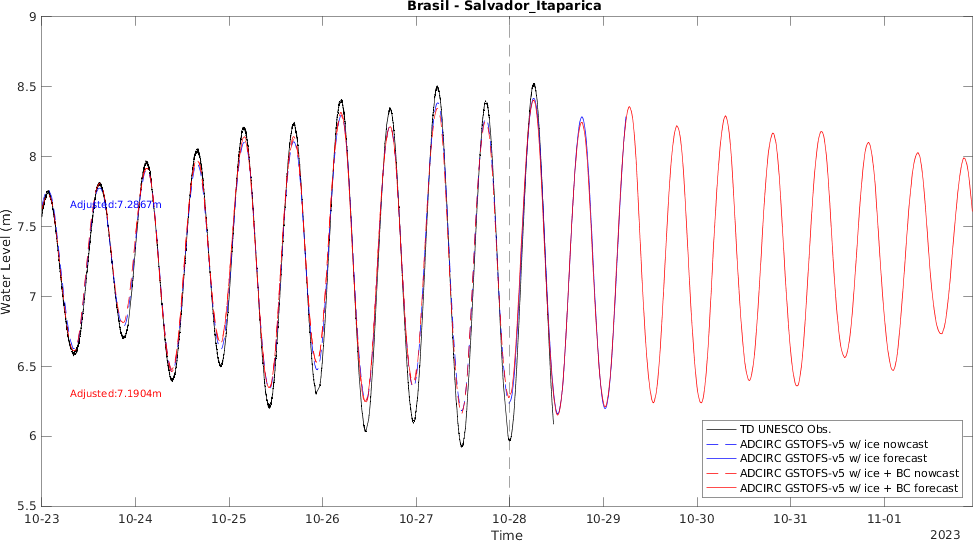 Brasil - Salvador_Itaparica
Water Level (m)
9
8.5
8
7.5
7
6.5
6
5.5
Adjusted:7.2867m
Adjusted:7.1904m
TD UNESCO Obs.
ADCIRC GSTOFS-v5 w/ ice nowcast
ADCIRC GSTOFS-v5 w/ ice forecast
ADCIRC GSTOFS-v5 w/ ice + BC nowcast
ADCIRC GSTOFS-v5 w/ ice + BC forecast
10-23 10-24 10-25 10-26 10-27 10-28 10-29 10-30 10-31 11-01
Time
2023